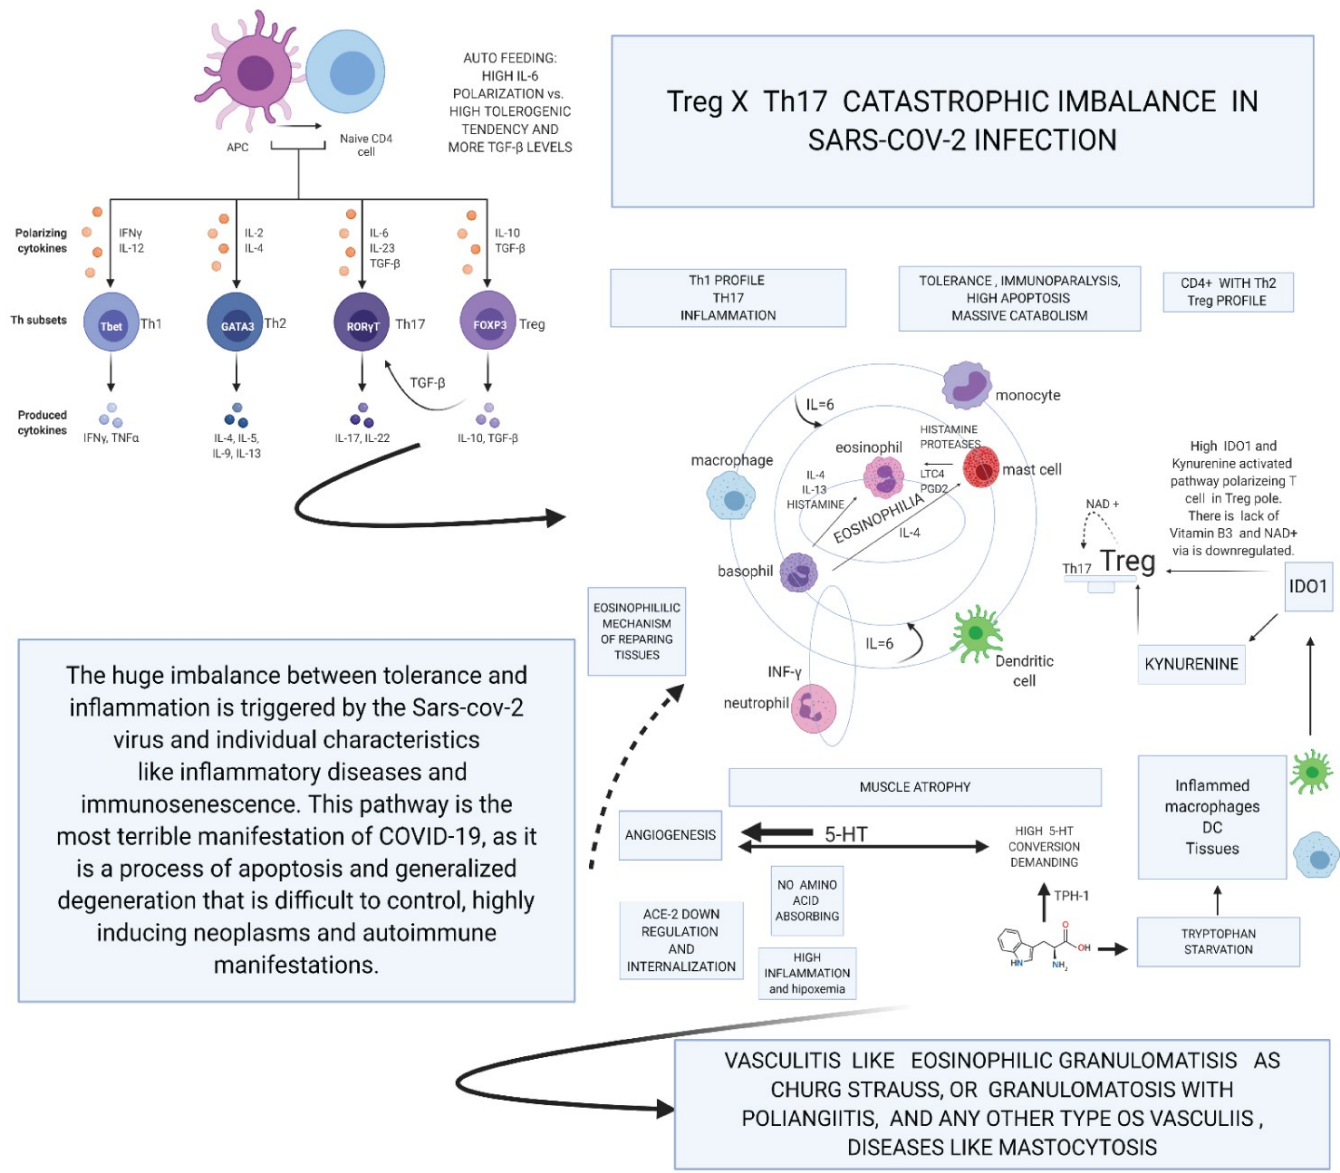 AUTO FEEDING:
HIGH IL-6
POLARIZATION vs.
HIGH TOLEROGENIC
TENDENCY AND
MORE TGF-β LEVELS
APC
Naive CD4
cell
Treg X Th17 CATASTROPHIC IMBALANCE IN
SARS-COV-2 INFECTION
Polarizing
cytokines
IFNγ
IL-12
IL-2
IL-4
IL-6
IL-23
TGF-β
IL-10
TGF-β
Th subsets
Tbet
Th1
GATA3
Th2
RORγT
Th17
FOXP3
Treg
TGF-β
Produced
cytokines
IFNγ, TNFα
IL-4, IL-5,
IL-9, IL-13
IL-17, IL-22
IL-10, TGF-β
Th1 PROFILE
TH17
INFLAMMATION
TOLERANCE , IMMUNOPARALYSIS,
HIGH APOPTOSIS
MASSIVE CATABOLISM
CD4+ WITH Th2
Treg PROFILE
monocyte
IL=6
HISTAMINE
PROTEASES
eosinophil
mast cell
macrophage
IL-4
IL-13
HISTAMINE
LTC4
PGD2
EOSINOPHILIA
IL-4
basophil
IL=6
Dendritic
cell
INF-γ
neutrophil
High IDO1 and
Kynurenine activated
pathway polarizeing T
cell in Treg pole.
There is lack of
Vitamin B3 and NAD+
via is downregulated.
NAD +
Th17
Treg
IDO1
KYNURENINE
EOSINOPHILILIC
MECHANISM
OF REPARING
TISSUES
The huge imbalance between tolerance and
inflammation is triggered by the Sars-cov-2
virus and individual characteristics
like inflammatory diseases and
immunosenescence. This pathway is the
most terrible manifestation of COVID-19, as it
is a process of apoptosis and generalized
degeneration that is difficult to control, highly
inducing neoplasms and autoimmune
manifestations.
MUSCLE ATROPHY
ANGIOGENESIS
5-HT
HIGH 5-HT
CONVERSION
DEMANDING
Inflammed
macrophages
DC
Tissues
NO AMINO
ACID
ABSORBING
TPH-1
ACE-2 DOWN
REGULATION
AND
INTERNALIZATION
HIGH
INFLAMMATION
and hipoxemia
O
OH
HN
NH₂
TRYPTOPHAN
STARVATION
VASCULITIS LIKE EOSINOPHILIC GRANULOMATISIS AS
CHURG STRAUSS, OR GRANULOMATOSIS WITH
POLIANGIITIS, AND ANY OTHER TYPE OS VASCULIIS ,
DISEASES LIKE MASTOCYTOSIS